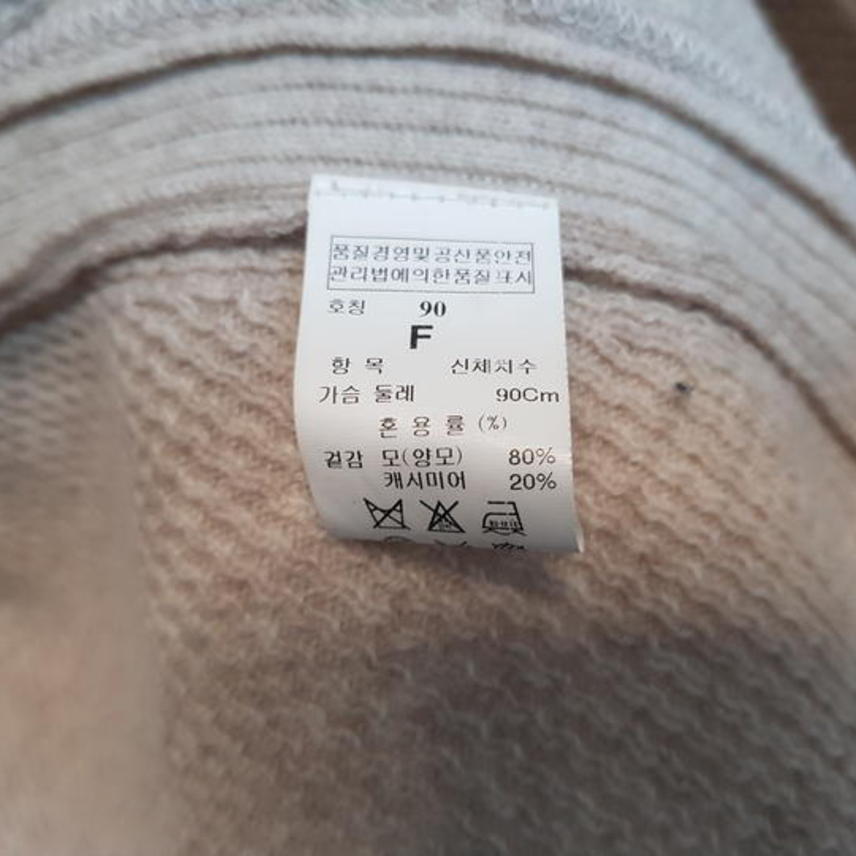 품질경영및공산품안전
관리법에의한품질표시
호칭 90
F
항 목 신체치수
가슴 둘레 90Cm
혼 용 률 (%)
겉감 모(양모) 80%
캐시미어 20%